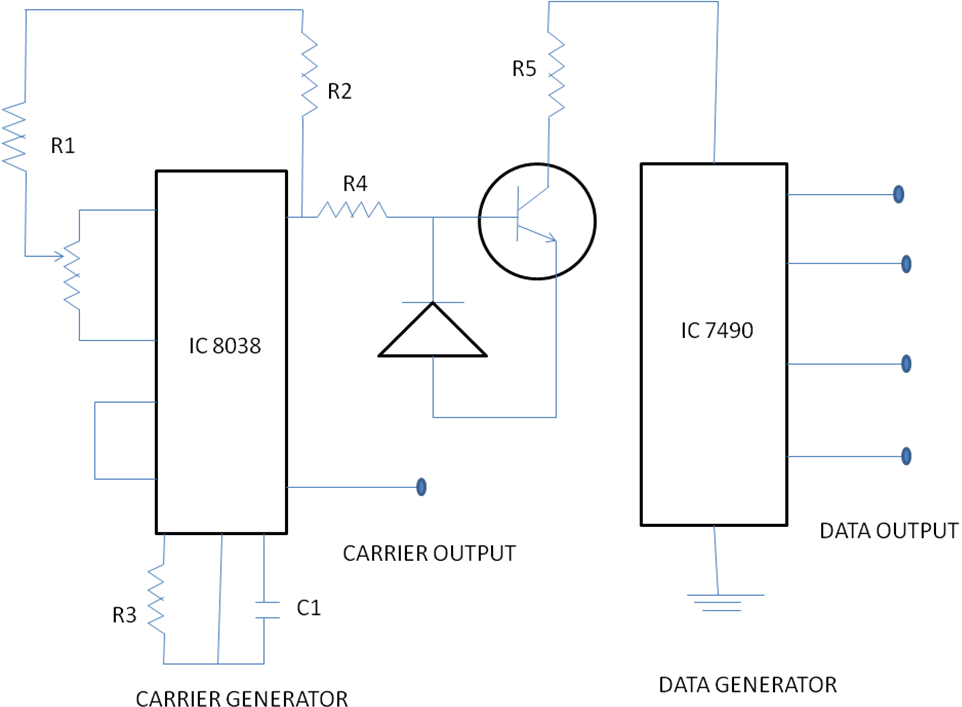 R5
R2
R1
R4
IC 8038
IC 7490
DATA OUTPUT
CARRIER OUTPUT
R3
C1
DATA GENERATOR
CARRIER GENERATOR